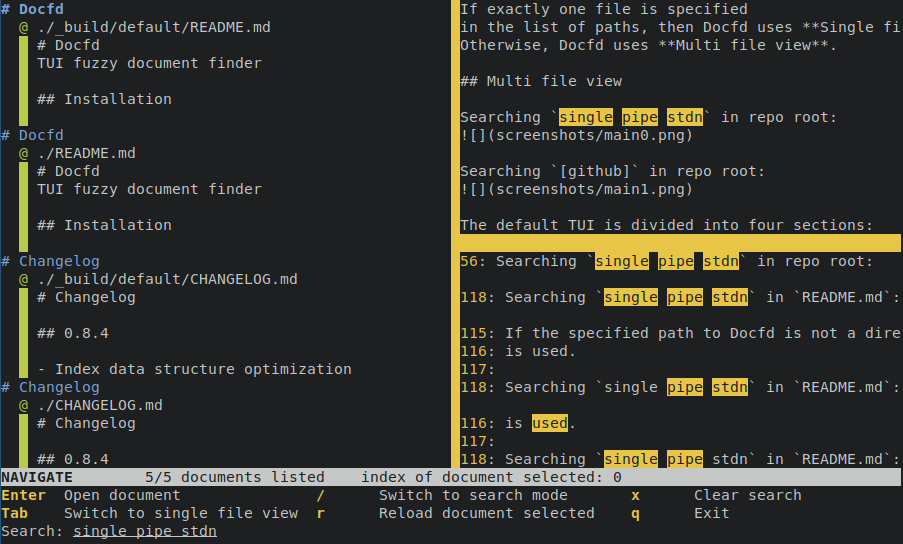 # Docfd
@ ./_build/default/README.md
# Docfd
TUI fuzzy document finder
## Installation
# Docfd
@ ./README.md
# Docfd
TUI fuzzy document finder
## Installation
# Changelog
@ ./_build/default/CHANGELOG.md
# Changelog
## 0.8.4
- Index data structure optimization
# Changelog
@ ./CHANGELOG.md
# Changelog
## 0.8.4
If exactly one file is specified
in the list of paths, then Docfd uses **Single fi
Otherwise, Docfd uses **Multi file view**.
## Multi file view
Searching `single pipe stdn` in repo root:
![](screenshots/main0.png)
Searching `[github]` in repo root:
![](screenshots/main1.png)
The default TUI is divided into four sections:
56: Searching `single pipe stdn` in repo root:
118: Searching `single pipe stdn` in `README.md`:
115: If the specified path to Docfd is not a dire
116: is used.
117:
118: Searching `single pipe stdn` in `README.md`:
116: is used.
117:
118: Searching `single pipe stdn` in `README.md`:
NAVIGATE 5/5 documents listed index of document selected: 0
Enter Open document / Switch to search mode x Clear search
Tab Switch to single file view r Reload document selected q Exit
Search: single pipe stdn